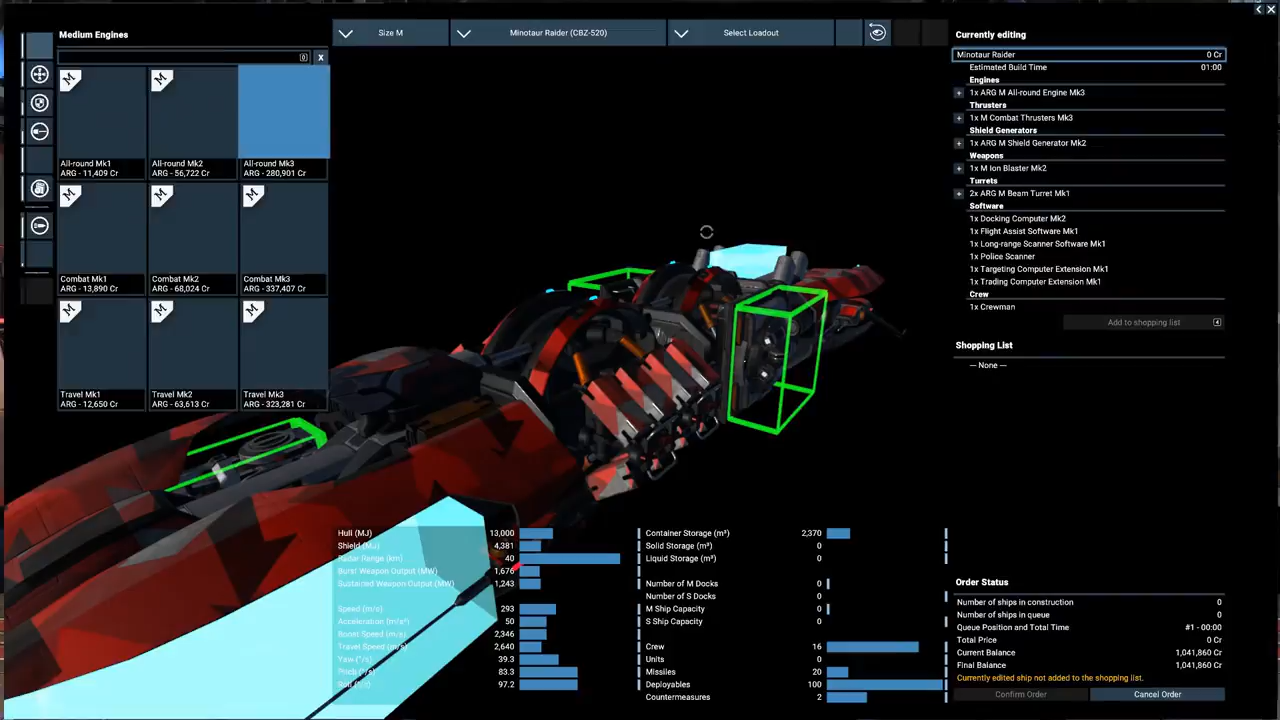 Medium Engines
0
x
M
M
All-round Mk1
ARG - 11,409 Cr
All-round Mk2
ARG - 56,722 Cr
All-round Mk3
ARG - 280,901 Cr
M
M
M
Combat Mk1
ARG - 13,890 Cr
Combat Mk2
ARG - 68,024 Cr
Combat Mk3
ARG - 337,407 Cr
M
M
M
Travel Mk1
ARG - 12,650 Cr
Travel Mk2
ARG - 63,613 Cr
Travel Mk3
ARG - 323,281 Cr
Size M
Minotaur Raider (CBZ-520)
Select Loadout
Hull (MJ) 13,000
Shield (MJ) 4,381
Radar Range (km) 40
Burst Weapon Output (MW) 1,676
Sustained Weapon Output (MW) 1,243
Speed (m/s) 293
Acceleration (m/s²) 50
Boost Speed (m/s) 2,346
Travel Speed (m/s) 2,640
Yaw (°/s) 39.3
Pitch (°/s) 83.3
Roll (°/s) 97.2
Container Storage (m³) 2,370
Solid Storage (m³) 0
Liquid Storage (m³) 0
Number of M Docks 0
Number of S Docks 0
M Ship Capacity 0
S Ship Capacity 0
Crew 16
Units 0
Missiles 20
Deployables 100
Countermeasures 2
Currently editing
Minotaur Raider 0 Cr
Estimated Build Time 01:00
Engines
+ 1x ARG M All-round Engine Mk3
Thrusters
+ 1x M Combat Thrusters Mk3
Shield Generators
+ 1x ARG M Shield Generator Mk2
Weapons
+ 1x M Ion Blaster Mk2
Turrets
+ 2x ARG M Beam Turret Mk1
Software
1x Docking Computer Mk2
1x Flight Assist Software Mk1
1x Long-range Scanner Software Mk1
1x Police Scanner
1x Targeting Computer Extension Mk1
1x Trading Computer Extension Mk1
Crew
1x Crewman
Add to shopping list
Shopping List
— None —
Order Status
Number of ships in construction 0
Number of ships in queue 0
Queue Position and Total Time #1 - 00:00
Total Price 0 Cr
Current Balance 1,041,860 Cr
Final Balance 1,041,860 Cr
Currently edited ship not added to the shopping list.
Confirm Order
Cancel Order